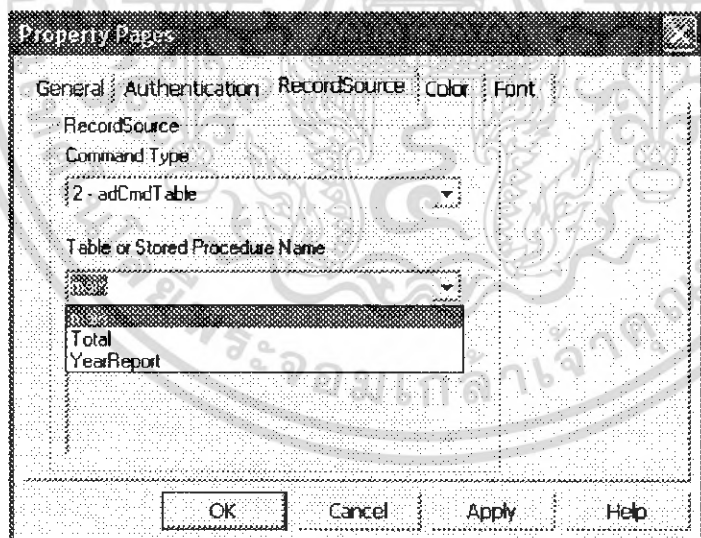 Property Pages
General Authentication RecordSource Color Font
RecordSource
Command Type
2 - adCmdTable
Table or Stored Procedure Name
Total
YearReport
OK Cancel Apply Help